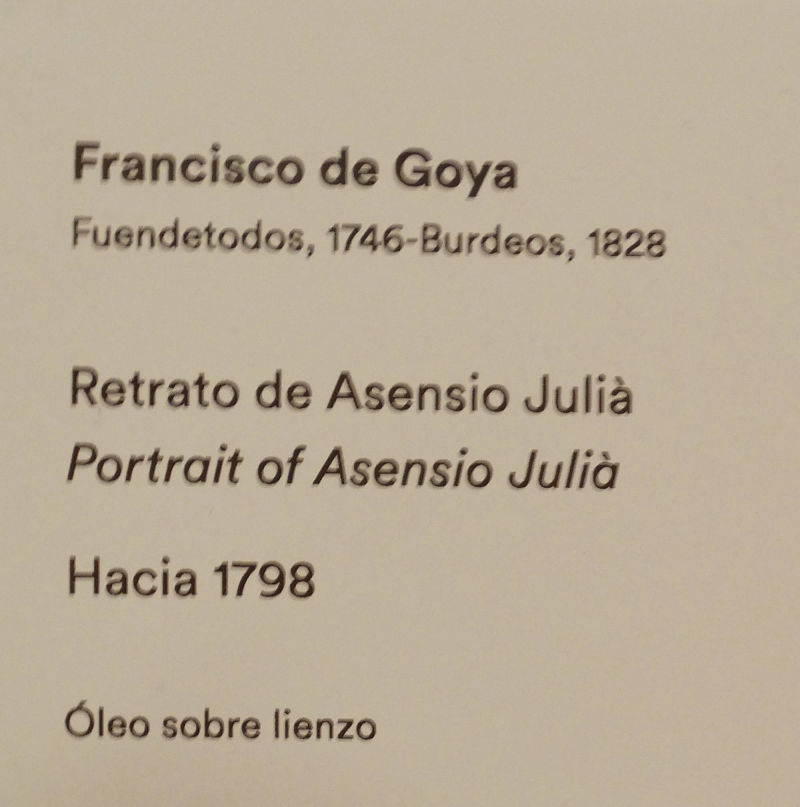 Francisco de Goya
Fuendetodos, 1746-Burdeos, 1828
Retrato de Asensio Julià
Portrait of Asensio Julià
Hacia 1798
Óleo sobre lienzo